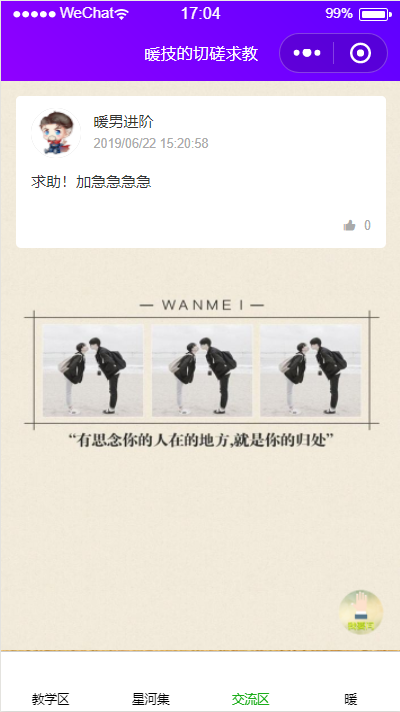 WeChat 17:04 99%
暖技的切磋求教
暖男进阶
2019/06/22 15:20:58
求助！加急急急急
0
— WANME I —
“有思念你的人在的地方,就是你的归处”
教学区 星河集 交流区 暖